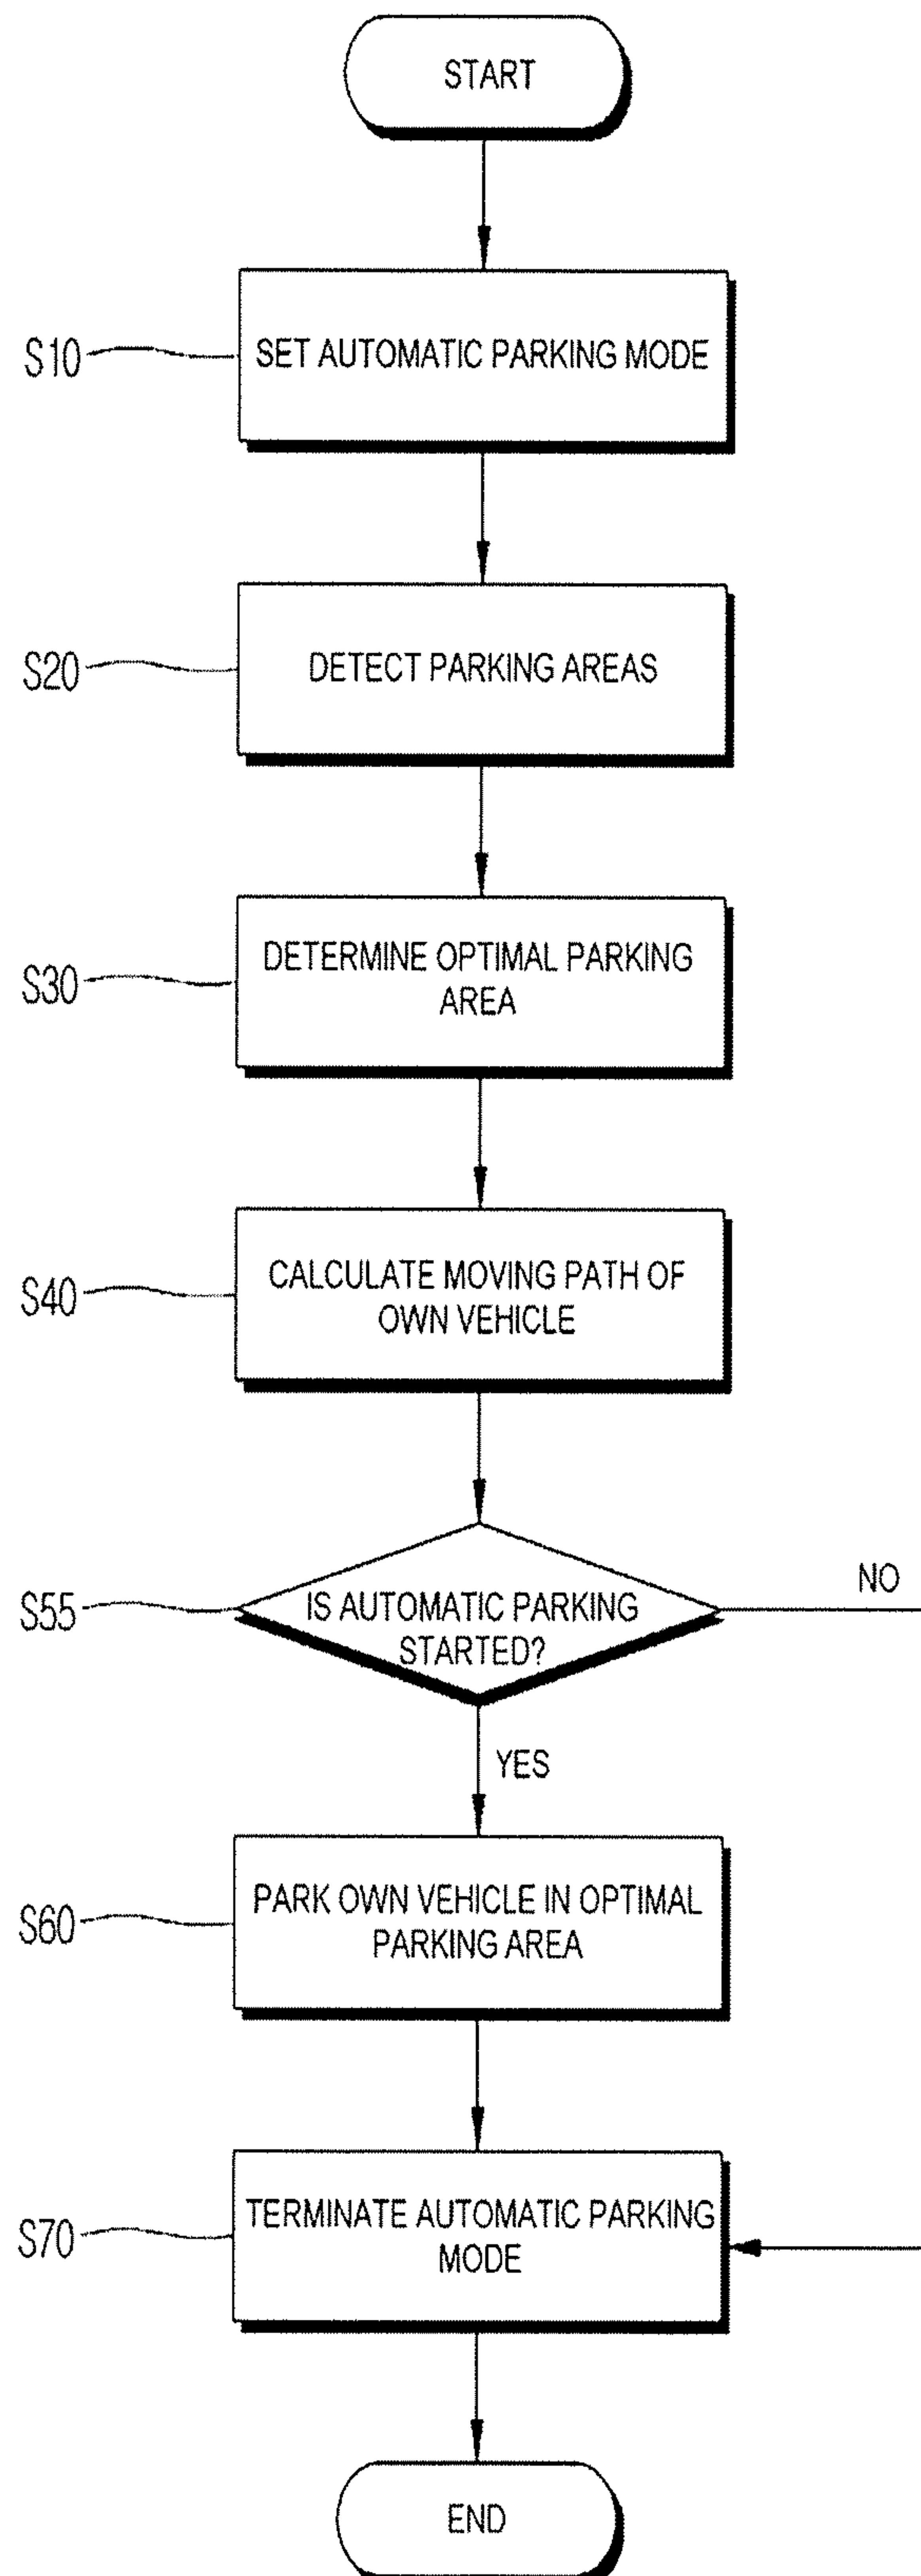 START
S10
SET AUTOMATIC PARKING MODE
S20
DETECT PARKING AREAS
S30
DETERMINE OPTIMAL PARKING
AREA
S40
CALCULATE MOVING PATH OF
OWN VEHICLE
S55
IS AUTOMATIC PARKING
STARTED?
NO
YES
S60
PARK OWN VEHICLE IN OPTIMAL
PARKING AREA
S70
TERMINATE AUTOMATIC PARKING
MODE
END